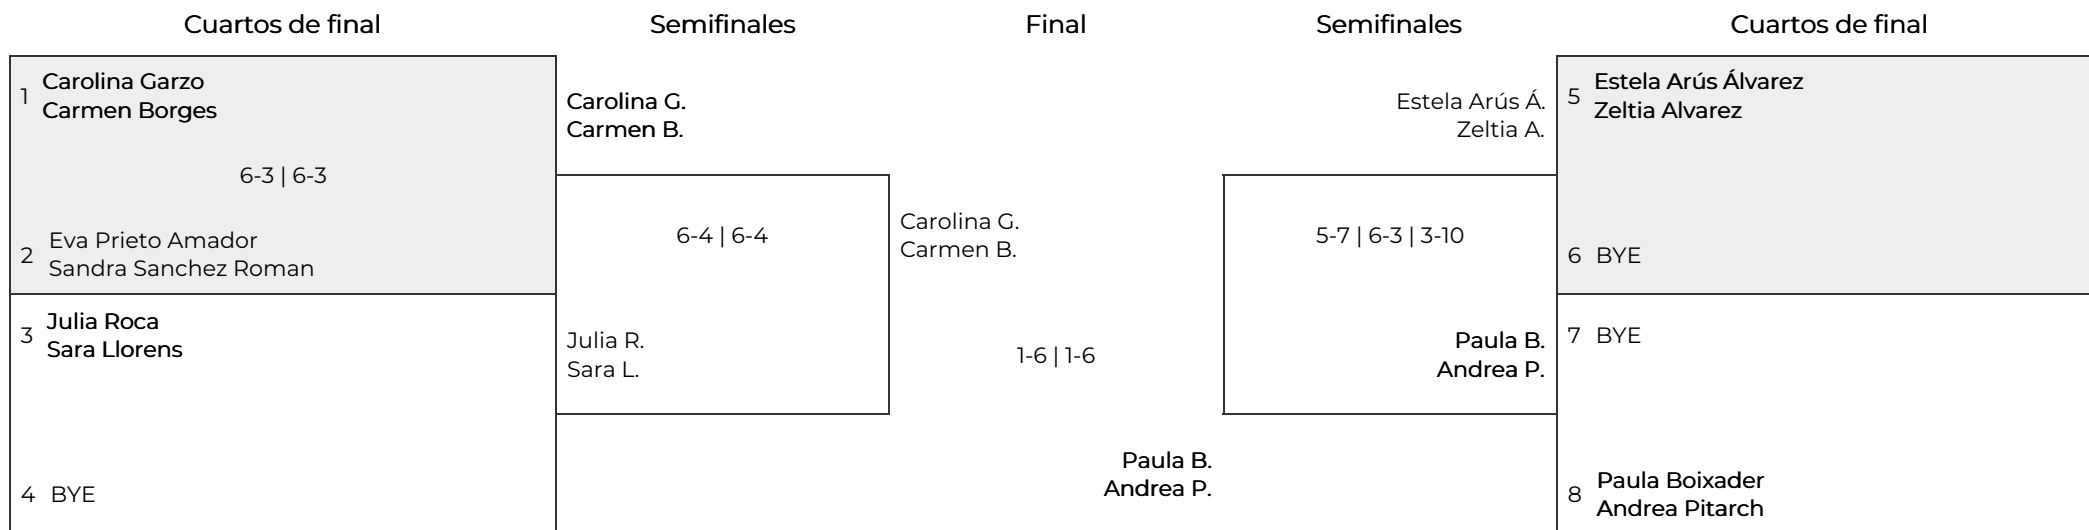 Cuartos de final
Semifinales
Final
Semifinales
Cuartos de final
1
Carolina Garzo
Carmen Borges
6-3 | 6-3
2
Eva Prieto Amador
Sandra Sanchez Roman
3
Julia Roca
Sara Llorens
4 BYE
Carolina G.
Carmen B.
6-4 | 6-4
Julia R.
Sara L.
Carolina G.
Carmen B.
1-6 | 1-6
Paula B.
Andrea P.
Estela Arús Á.
Zeltia A.
5-7 | 6-3 | 3-10
Paula B.
Andrea P.
5
Estela Arús Álvarez
Zeltia Alvarez
6 BYE
7 BYE
8
Paula Boixader
Andrea Pitarch